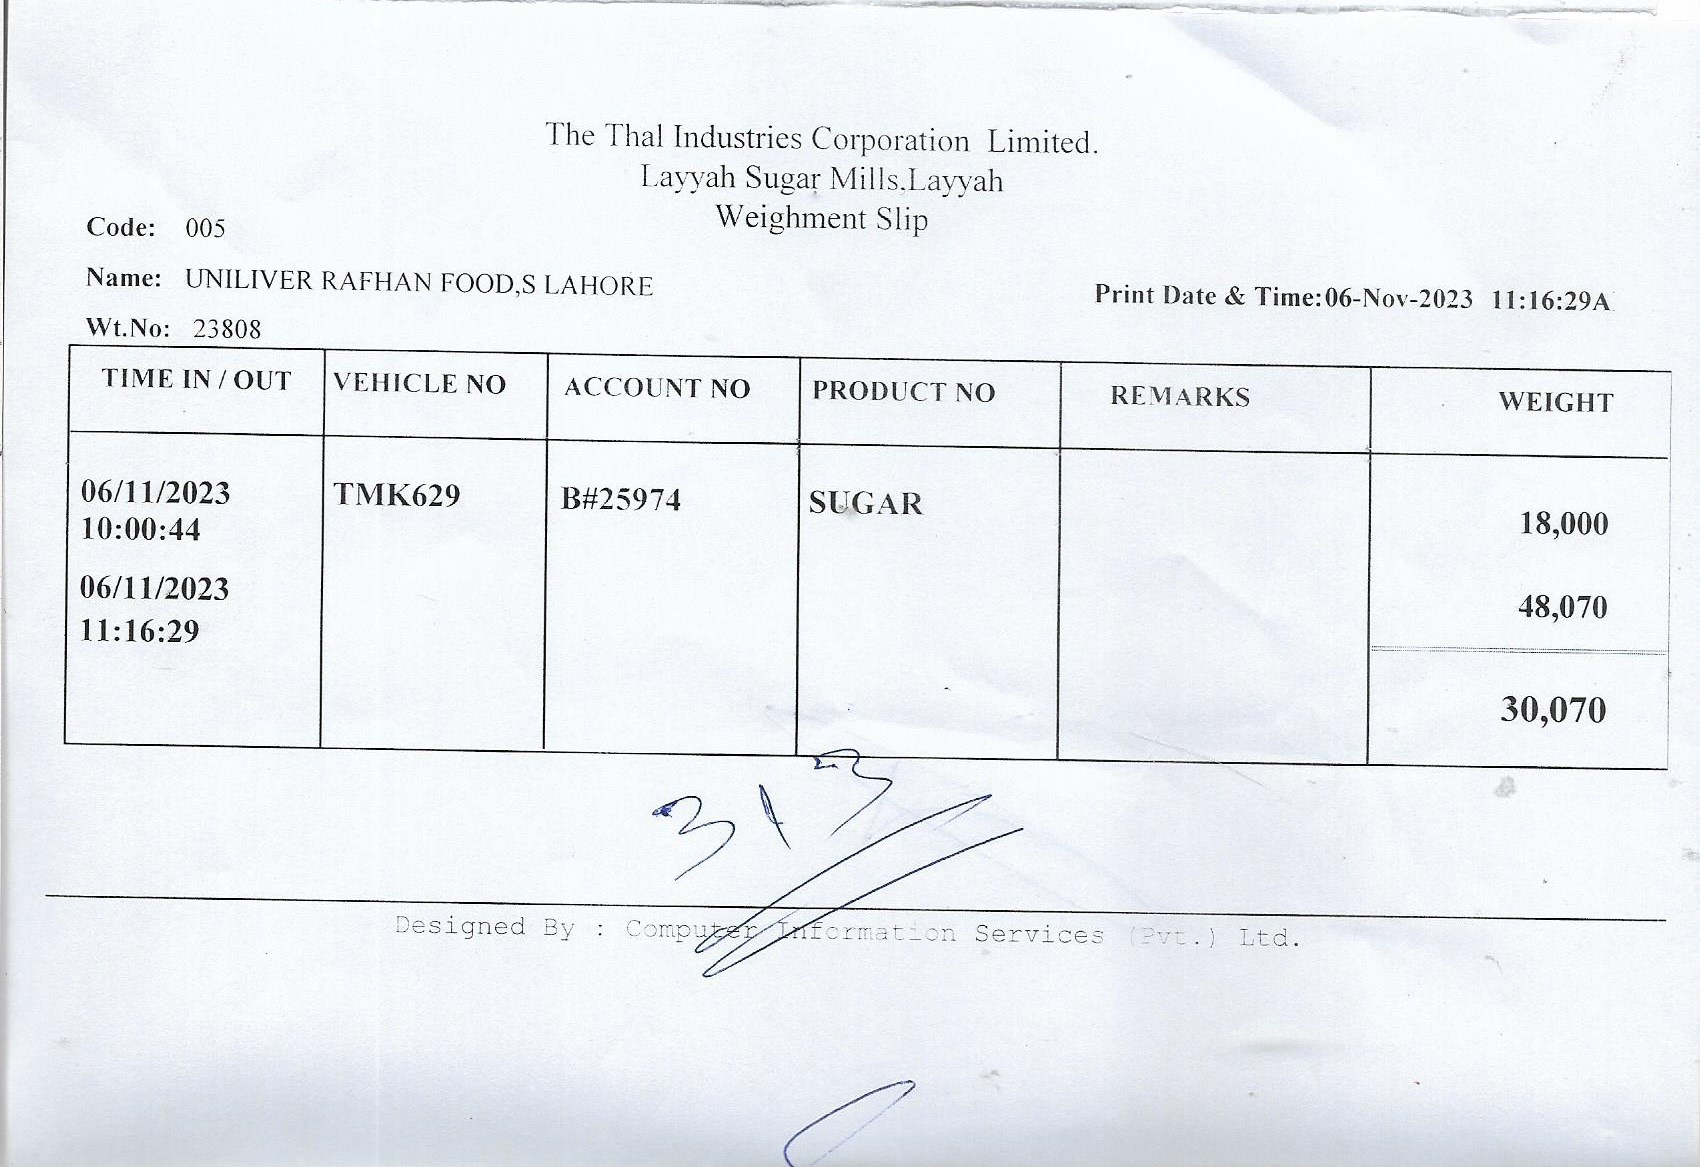 The Thal Industries Corporation Limited.
Layyah Sugar Mills,Layyah
Weighment Slip
Code: 005
Name: UNILIVER RAFHAN FOOD,S LAHORE
Print Date & Time:06-Nov-2023 11:16:29A
Wt.No: 23808
TIME IN / OUT VEHICLE NO ACCOUNT NO PRODUCT NO REMARKS WEIGHT
06/11/2023 TMK629 B#25974 SUGAR
10:00:44 18,000
06/11/2023
11:16:29 48,070
30,070
Designed By : Computer Information Services (Pvt.) Ltd.